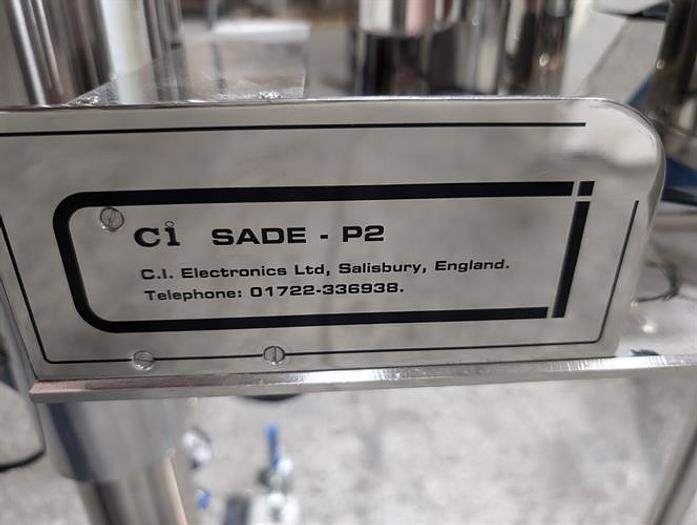 Ci SADE - P2
C.I. Electronics Ltd, Salisbury, England.
Telephone: 01722-336938.